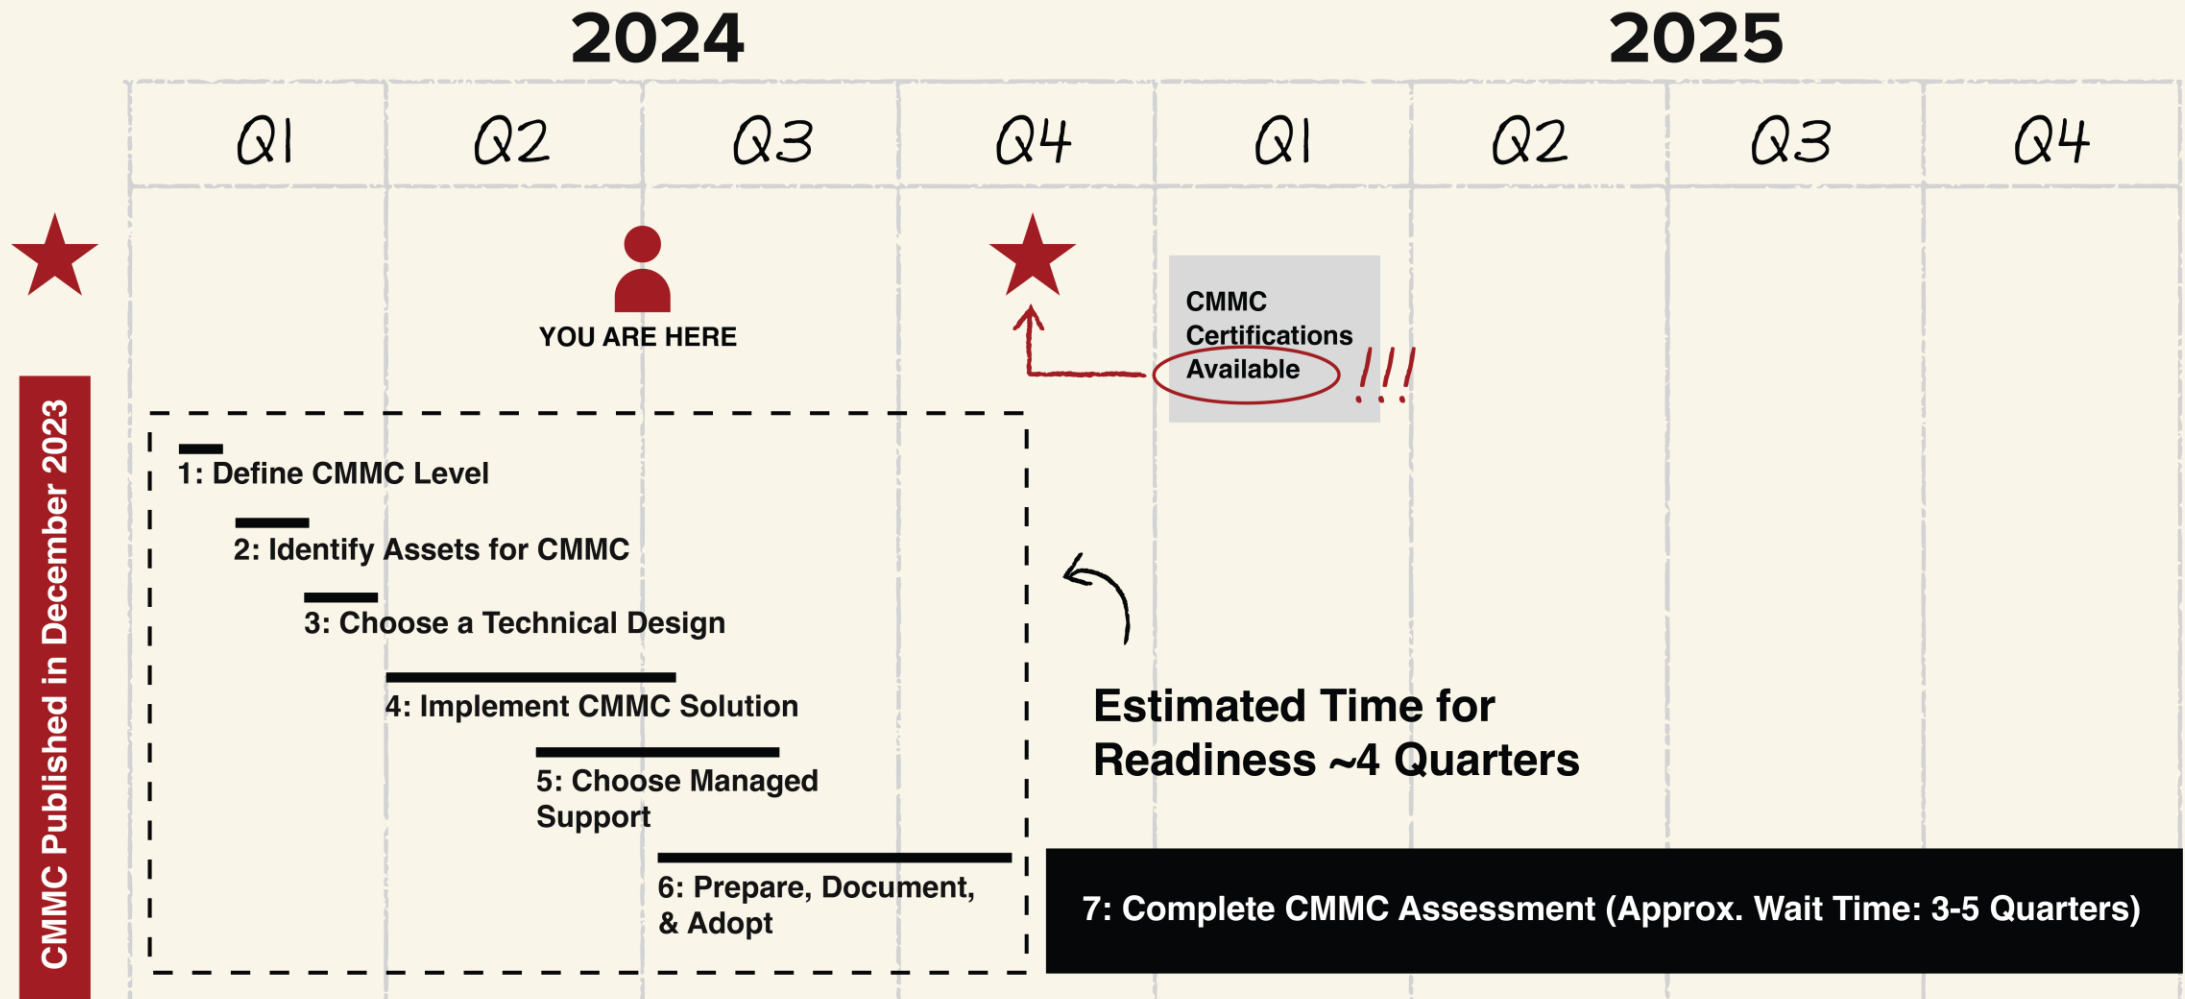 2024
2025
Q1
Q2
Q3
Q4
Q1
Q2
Q3
Q4
CMMC Published in December 2023
YOU ARE HERE
CMMC
Certifications
Available
!!!
1: Define CMMC Level
2: Identify Assets for CMMC
3: Choose a Technical Design
4: Implement CMMC Solution
5: Choose Managed
Support
6: Prepare, Document,
& Adopt
Estimated Time for
Readiness ~4 Quarters
7: Complete CMMC Assessment (Approx. Wait Time: 3-5 Quarters)